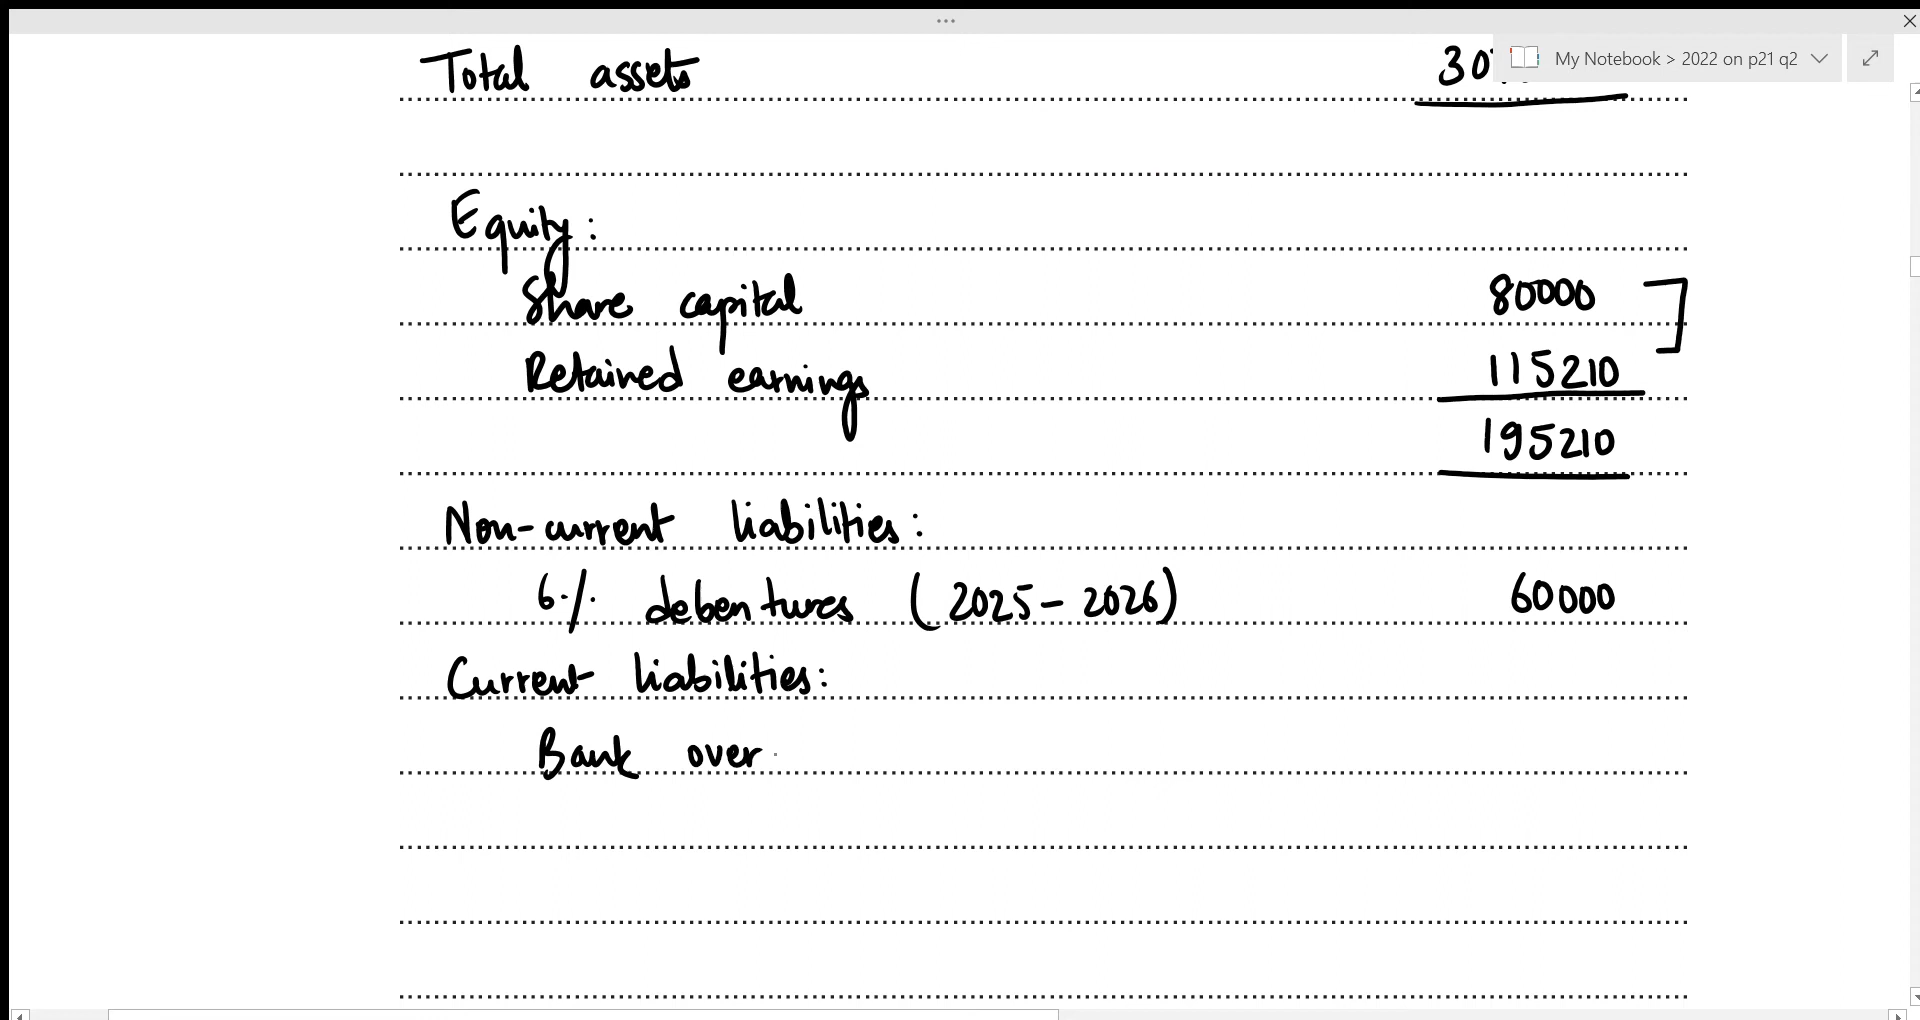 My Notebook > 2022 on p21 q2
Total assets 30
Equity:
Share capital 80000
Retained earnings 115210
195210
Non-current liabilities:
6% debentures (2025-2026) 60000
Current liabilities:
Bank over